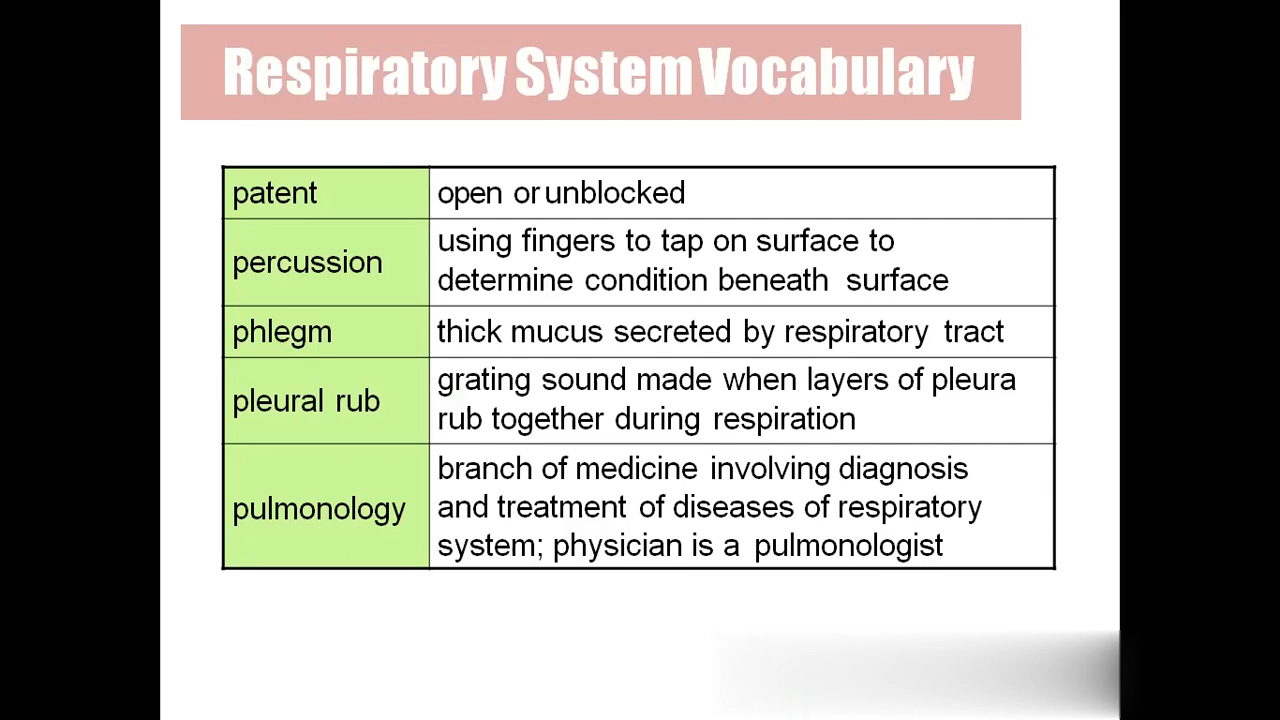 Respiratory System Vocabulary
patent
open or unblocked
percussion
using fingers to tap on surface to
determine condition beneath surface
phlegm
thick mucus secreted by respiratory tract
pleural rub
grating sound made when layers of pleura
rub together during respiration
pulmonology
branch of medicine involving diagnosis
and treatment of diseases of respiratory
system; physician is a pulmonologist